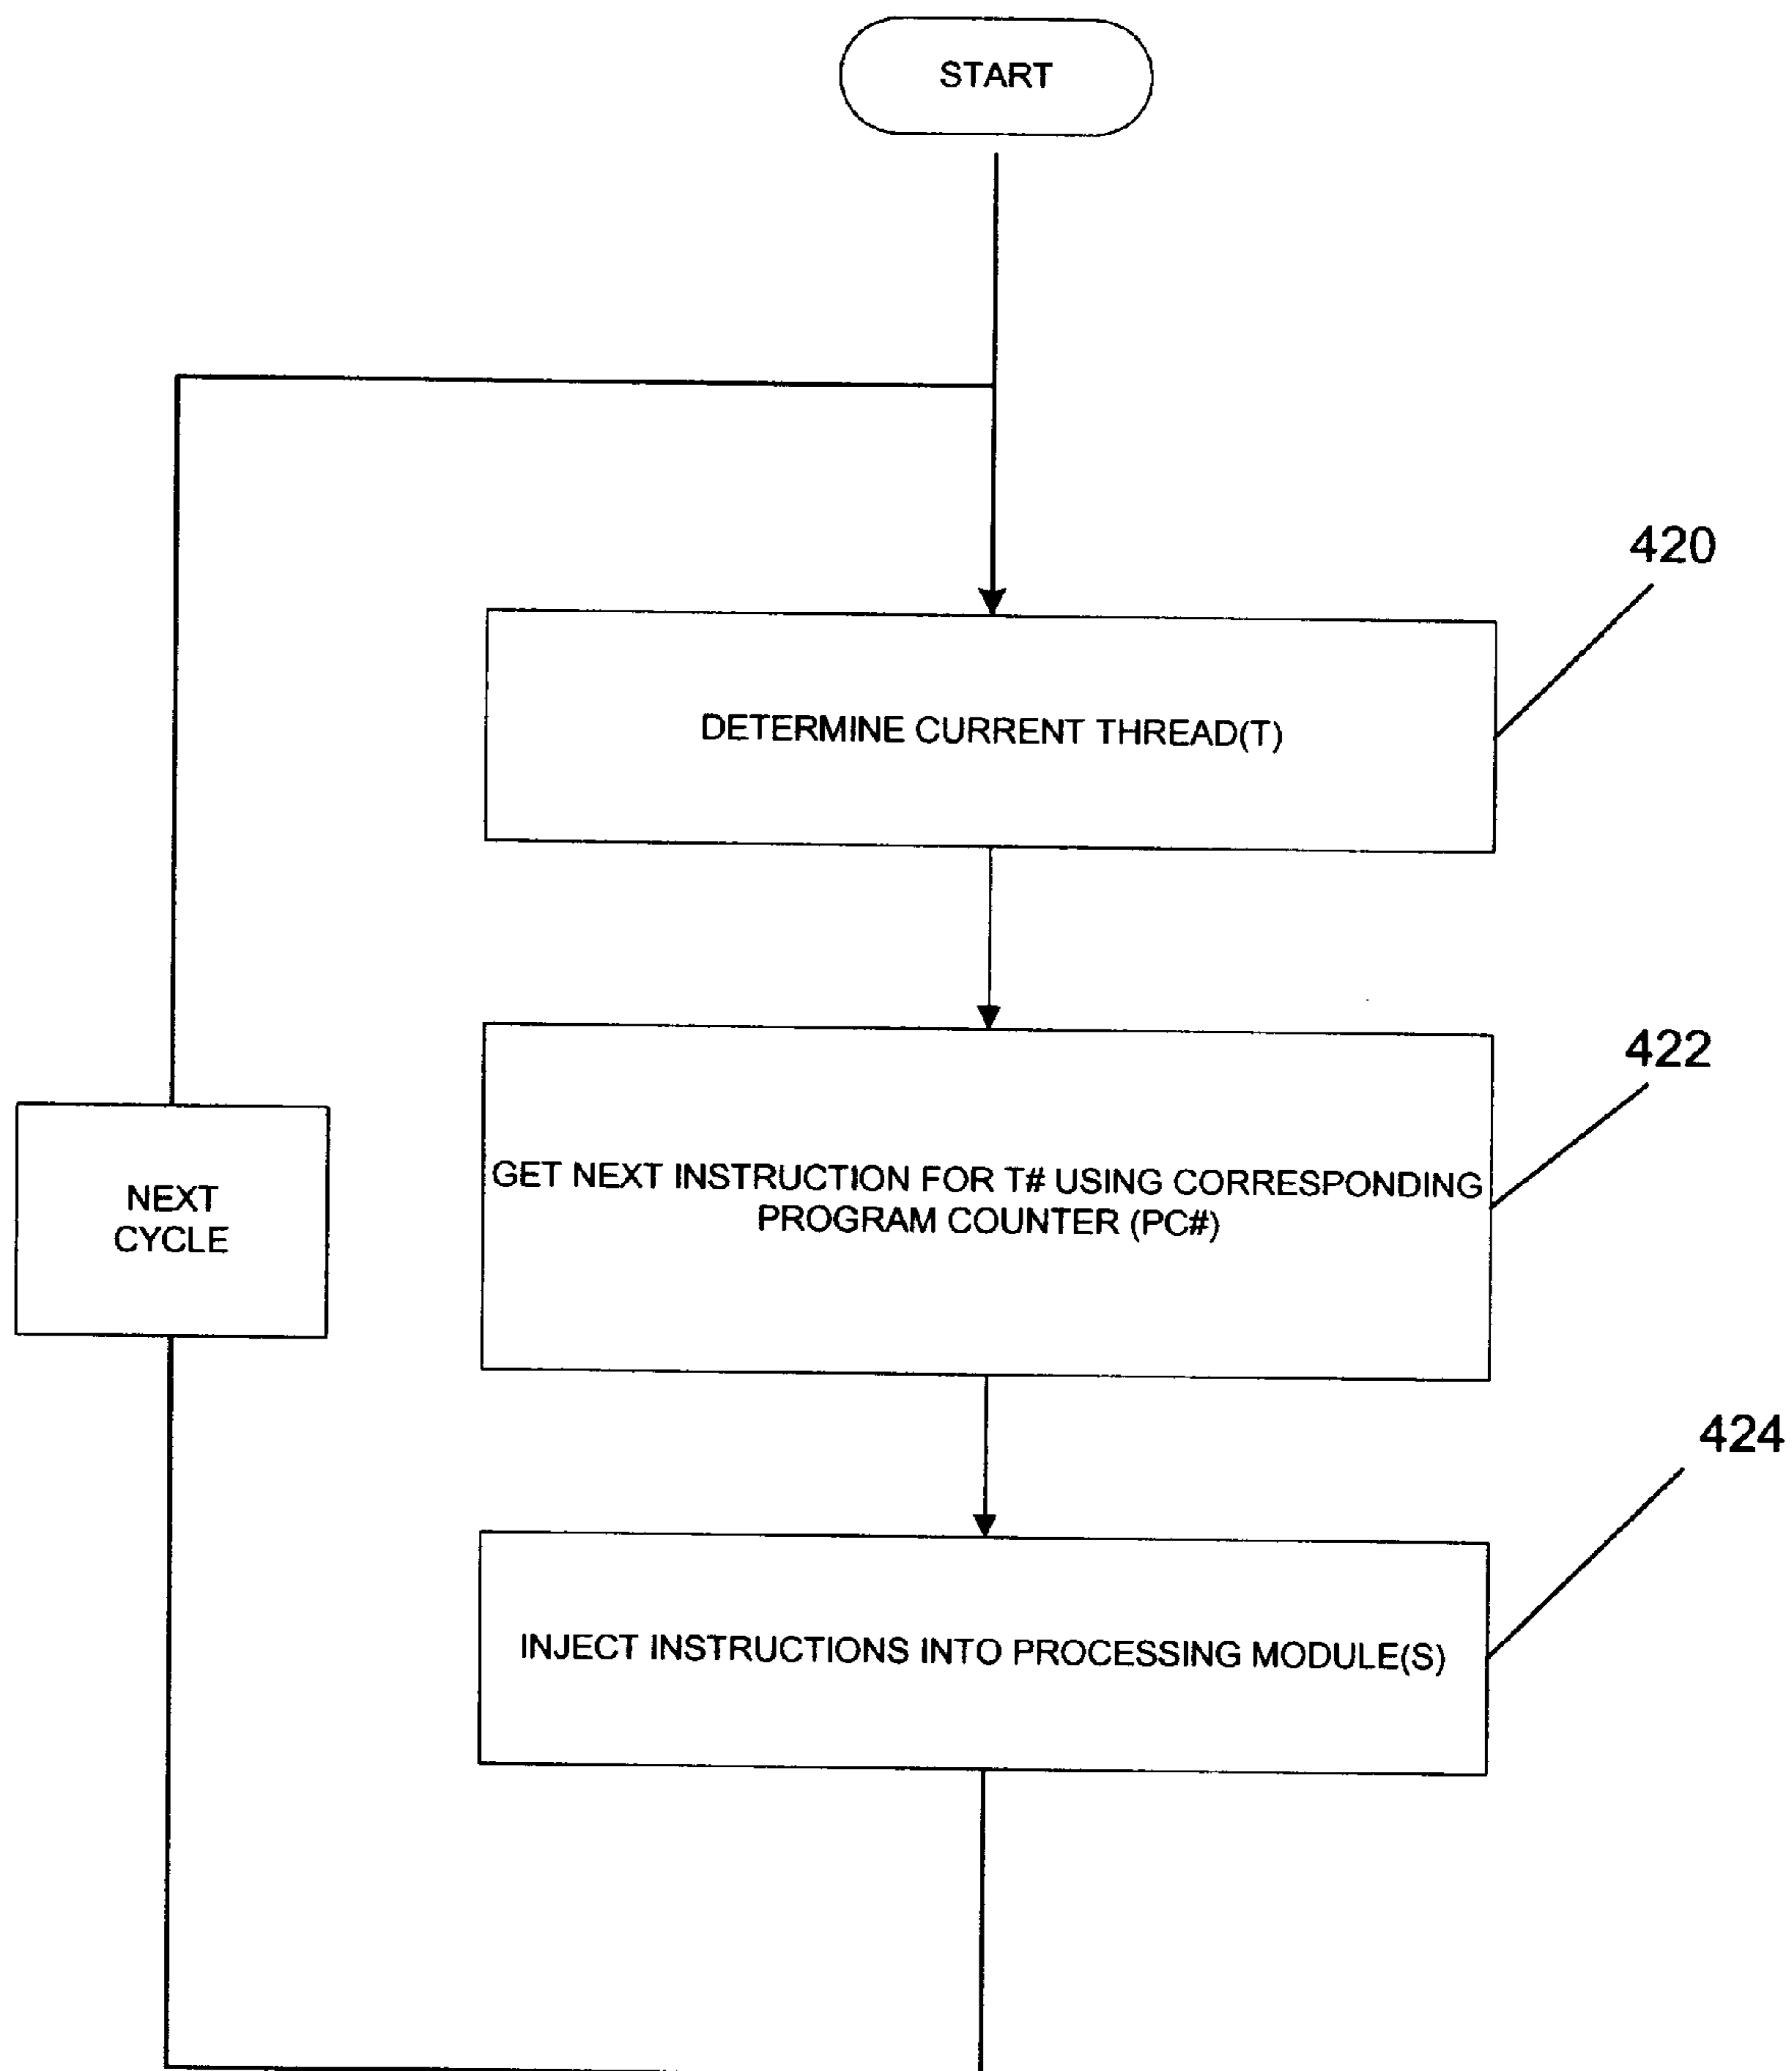 START
420
DETERMINE CURRENT THREAD(T)
422
GET NEXT INSTRUCTION FOR T# USING CORRESPONDING
PROGRAM COUNTER (PC#)
NEXT
CYCLE
424
INJECT INSTRUCTIONS INTO PROCESSING MODULE(S)